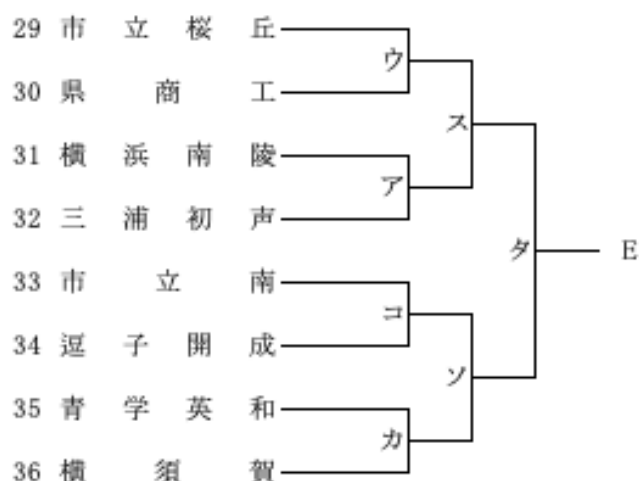 29 市立桜丘
ウ
30 県商工
ス
31 横浜南陵
ア
32 三浦初声
タ E
33 市立南
コ
34 逗子開成
ソ
35 青学英和
カ
36 横須賀